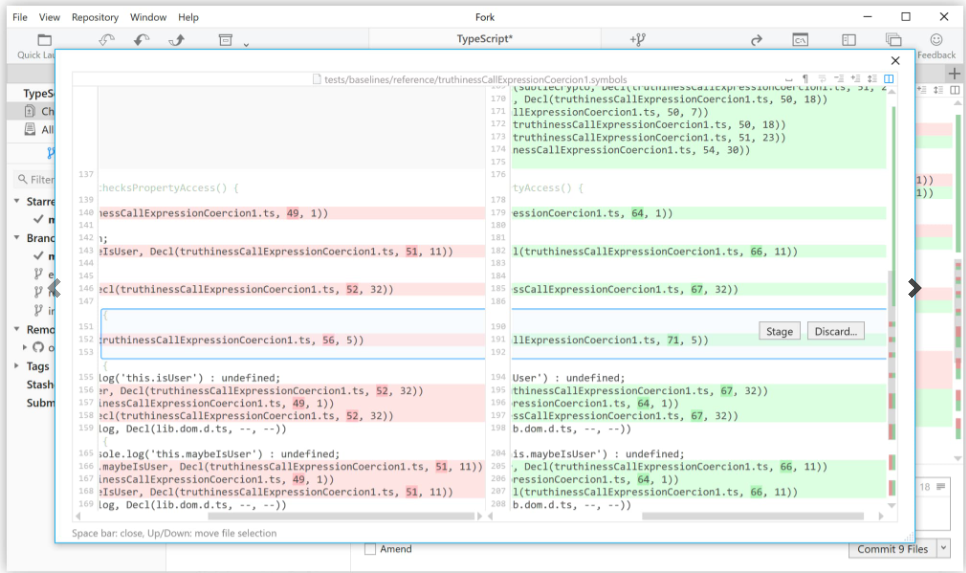 File View Repository Window Help
Fork
Quick La
TypeScript*
Feedback
tests/baselines/reference/truthinessCallExpressionCoercion1.symbols
TypeS
Ch
All
Filter
Starre
m
Branc
m
Remo
Tags
Stash
Subm
137
:hecksPropertyAccess() {
139
140 nessCallExpressionCoercion1.ts, 49, 1))
141
142
143 eIsUser, Decl(truthinessCallExpressionCoercion1.ts, 51, 11))
144
145
146 ecl(truthinessCallExpressionCoercion1.ts, 52, 32))
147
{
151
152 truthinessCallExpressionCoercion1.ts, 56, 5))
153
{
155 log('this.isUser') : undefined;
156 er, Decl(truthinessCallExpressionCoercion1.ts, 52, 32))
157 inessCallExpressionCoercion1.ts, 49, 1))
158 ecl(truthinessCallExpressionCoercion1.ts, 52, 32))
159 log, Decl(lib.dom.d.ts, --, --))
{
165 sole.log('this.maybeIsUser') : undefined;
166 .maybeIsUser, Decl(truthinessCallExpressionCoercion1.ts, 51, 11))
167 inessCallExpressionCoercion1.ts, 49, 1))
168 eIsUser, Decl(truthinessCallExpressionCoercion1.ts, 51, 11))
169 log, Decl(lib.dom.d.ts, --, --))
170 , Decl(truthinessCallExpressionCoercion1.ts, 50, 18))
171 llExpressionCoercion1.ts, 50, 7))
172 truthinessCallExpressionCoercion1.ts, 50, 18))
173 truthinessCallExpressionCoercion1.ts, 51, 23))
174 nessCallExpressionCoercion1.ts, 54, 30))
175
176
tyAccess() {
178
179 essionCoercion1.ts, 64, 1))
180
181
182 l(truthinessCallExpressionCoercion1.ts, 66, 11))
183
184
185 ssCallExpressionCoercion1.ts, 67, 32))
186
190
191 llExpressionCoercion1.ts, 71, 5))
192
Stage
Discard...
194 User') : undefined;
195 thinessCallExpressionCoercion1.ts, 67, 32))
196 ressionCoercion1.ts, 64, 1))
197 ssCallExpressionCoercion1.ts, 67, 32))
198 b.dom.d.ts, --, --))
204 is.maybeIsUser') : undefined;
205 , Decl(truthinessCallExpressionCoercion1.ts, 66, 11))
206 ressionCoercion1.ts, 64, 1))
207 l(truthinessCallExpressionCoercion1.ts, 66, 11))
208 b.dom.d.ts, --, --))
1))
1))
18
Space bar: close, Up/Down: move file selection
Amend
Commit 9 Files